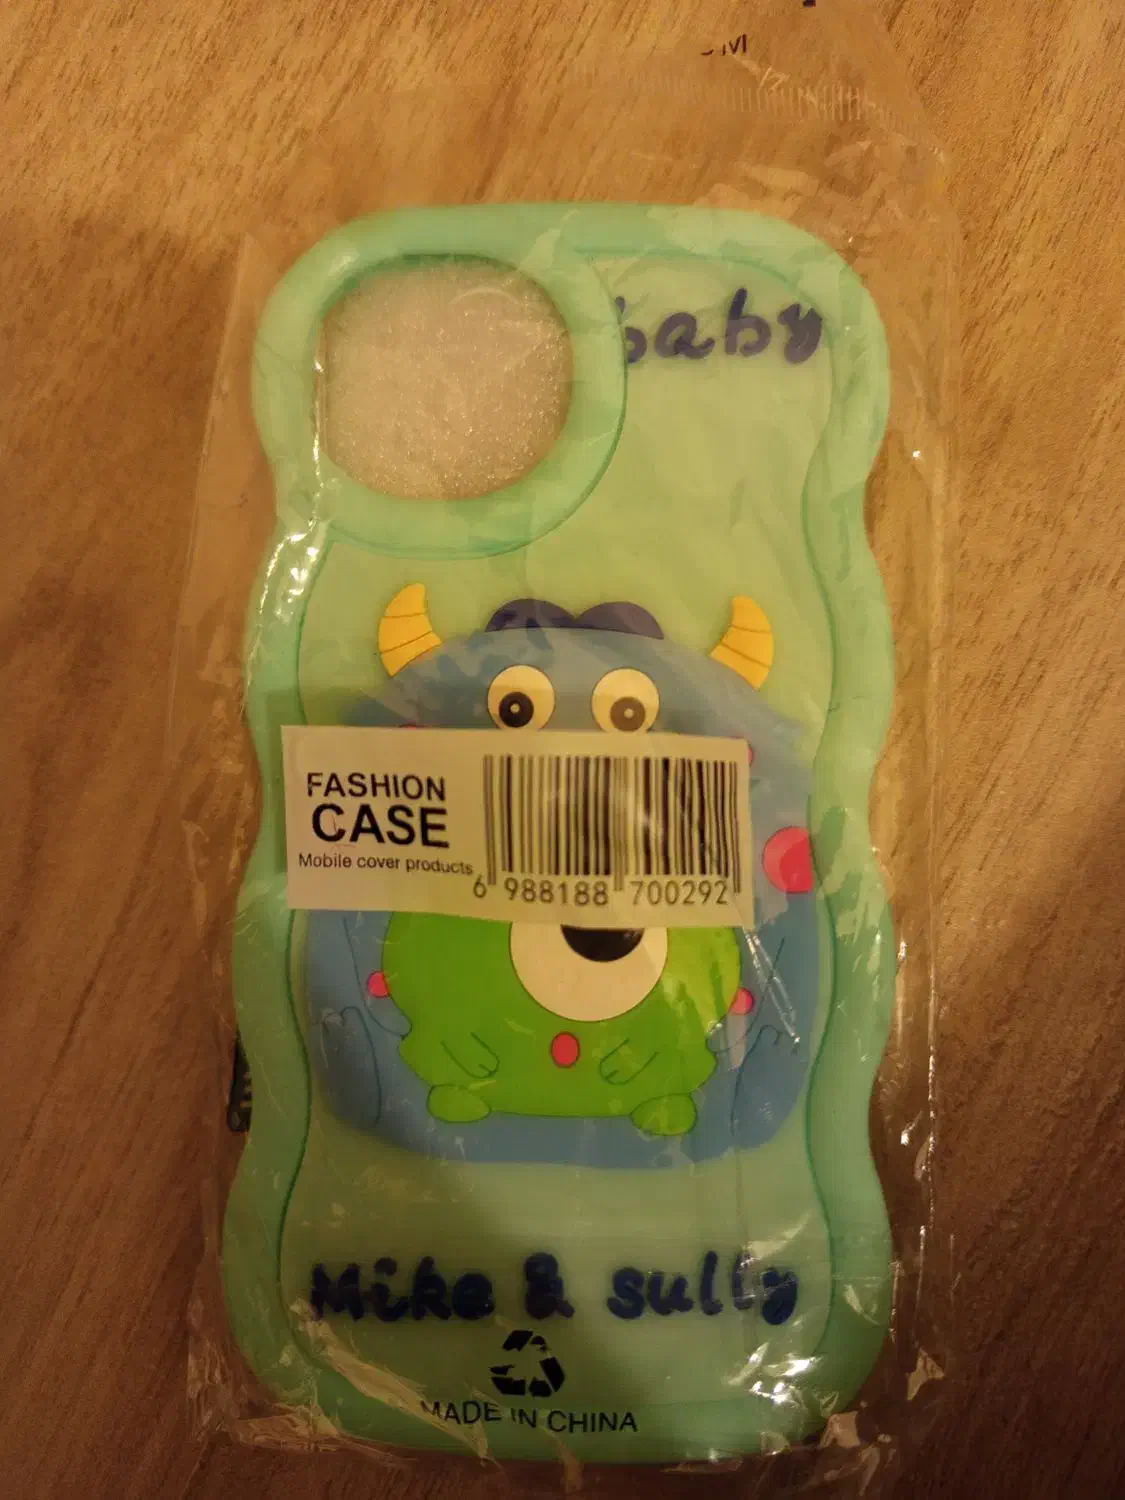 baby
FASHION
CASE
Mobile cover products
6 988188 700292
Mike & sully
MADE IN CHINA